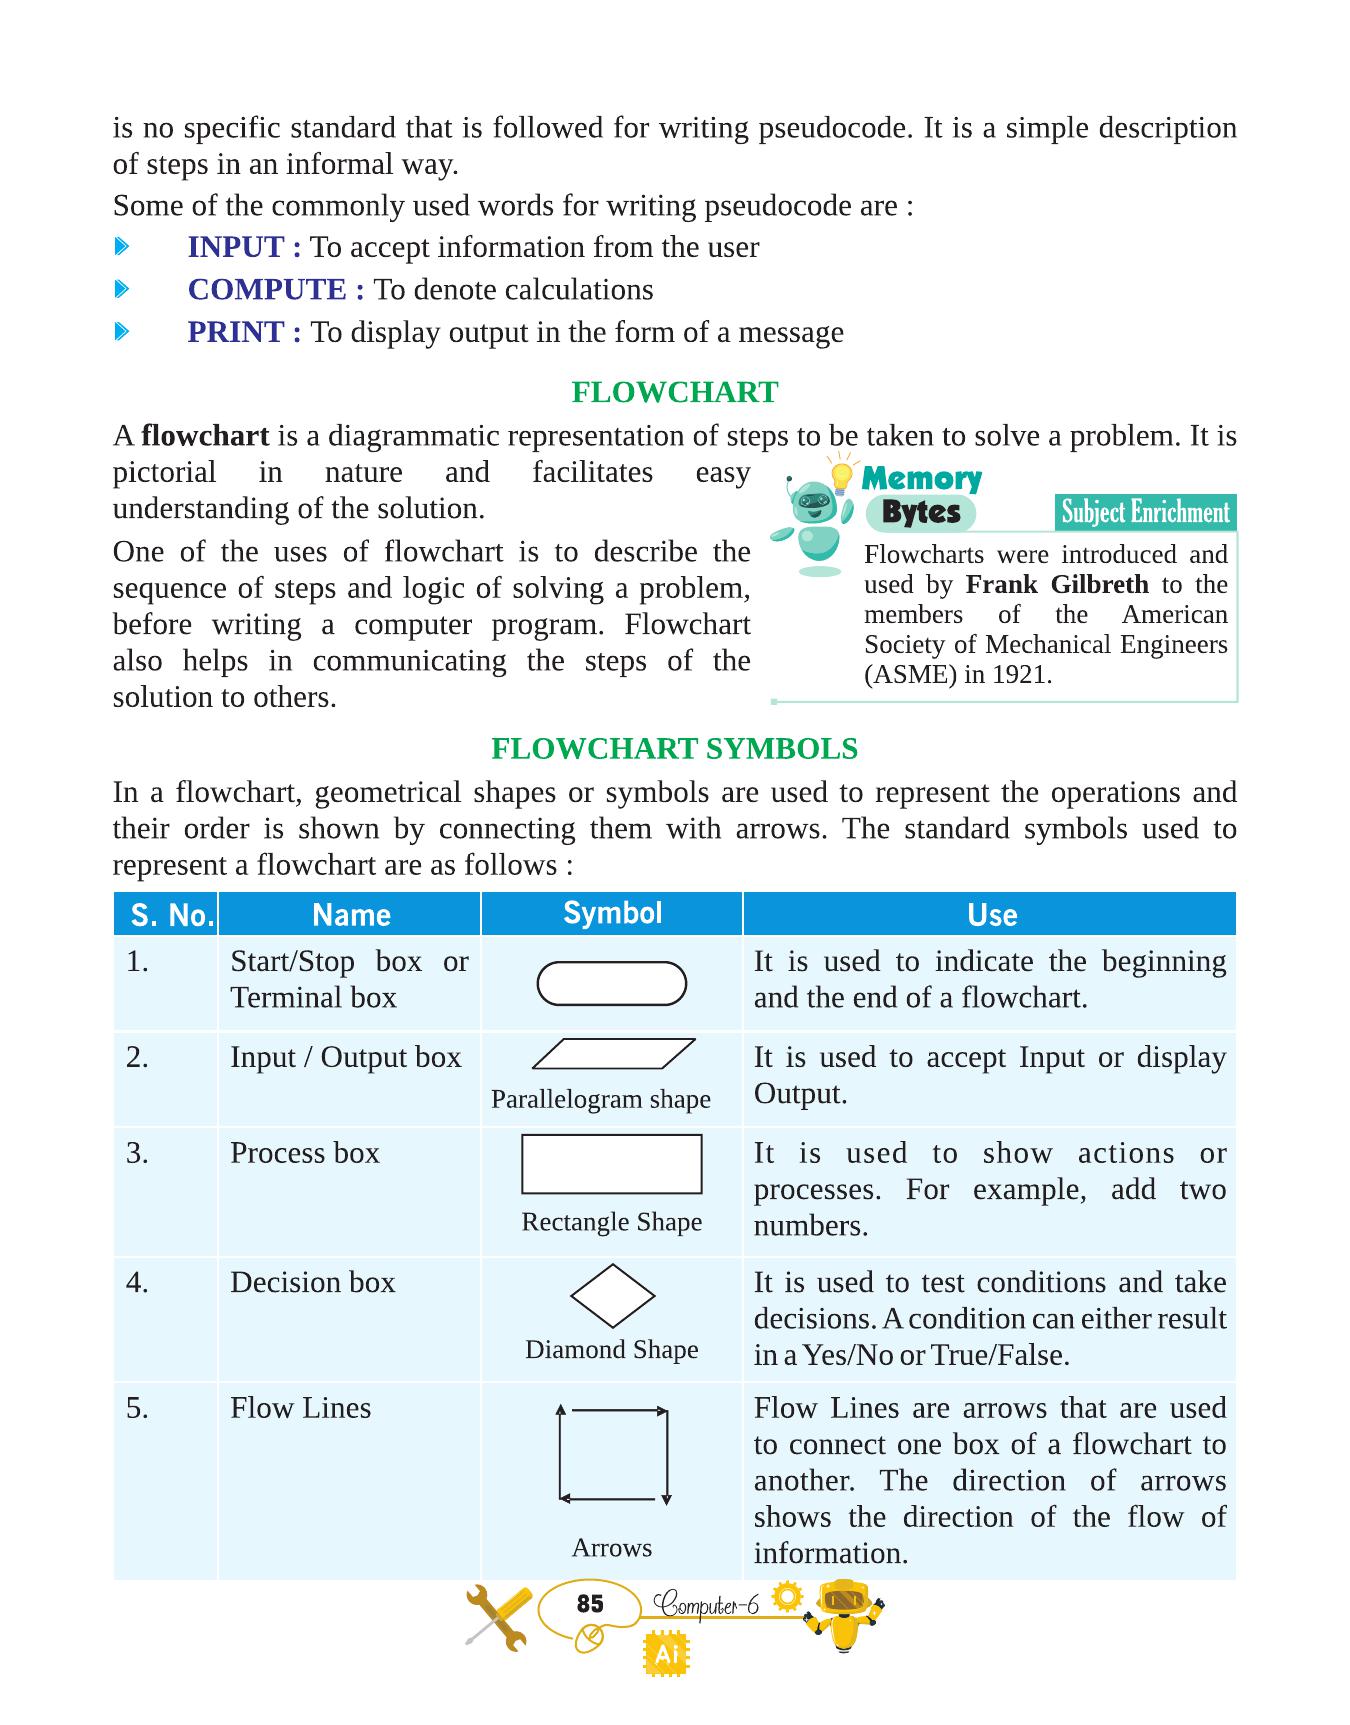 is no specific standard that is followed for writing pseudocode. It is a simple description
of steps in an informal way.
Some of the commonly used words for writing pseudocode are :
INPUT : To accept information from the user
COMPUTE : To denote calculations
PRINT : To display output in the form of a message
FLOWCHART
A flowchart is a diagrammatic representation of steps to be taken to solve a problem. It is
pictorial in nature and facilitates easy
understanding of the solution.
One of the uses of flowchart is to describe the
sequence of steps and logic of solving a problem,
before writing a computer program. Flowchart
also helps in communicating the steps of the
solution to others.
Memory
Bytes
Subject Enrichment
Flowcharts were introduced and
used by Frank Gilbreth to the
members of the American
Society of Mechanical Engineers
(ASME) in 1921.
FLOWCHART SYMBOLS
In a flowchart, geometrical shapes or symbols are used to represent the operations and
their order is shown by connecting them with arrows. The standard symbols used to
represent a flowchart are as follows :
S. No. Name Symbol Use
1. Start/Stop box or
Terminal box
It is used to indicate the beginning
and the end of a flowchart.
2. Input / Output box
Parallelogram shape
It is used to accept Input or display
Output.
3. Process box
Rectangle Shape
It is used to show actions or
processes. For example, add two
numbers.
4. Decision box
Diamond Shape
It is used to test conditions and take
decisions. A condition can either result
in a Yes/No or True/False.
5. Flow Lines
Arrows
Flow Lines are arrows that are used
to connect one box of a flowchart to
another. The direction of arrows
shows the direction of the flow of
information.
85
Computer-6
Ai